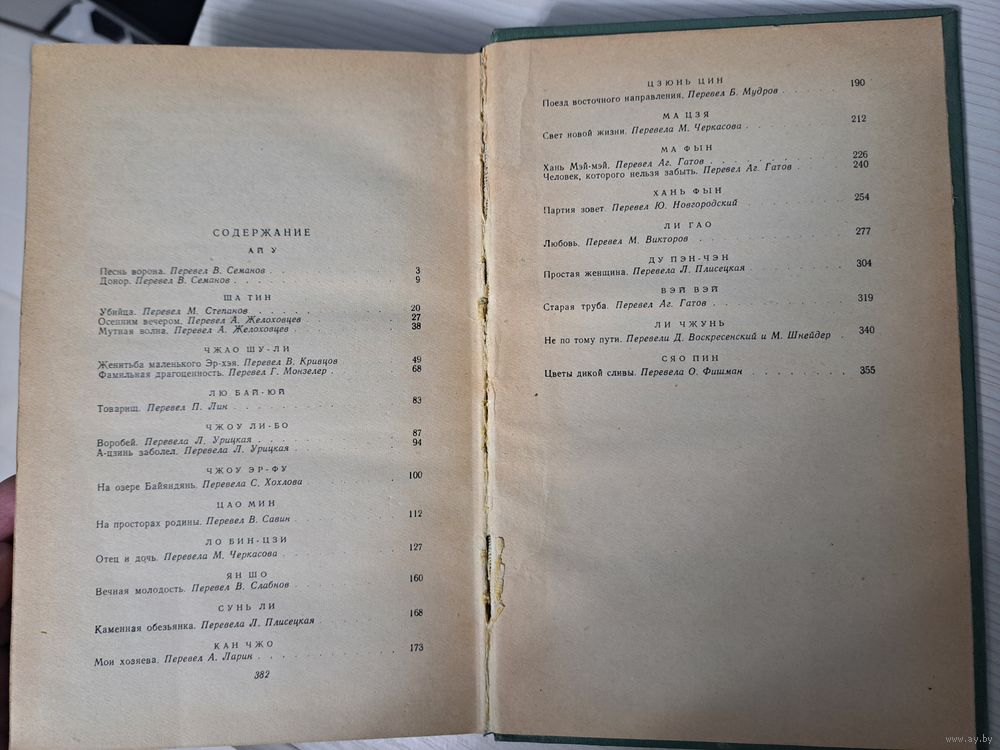 СОДЕРЖАНИЕ
АЙ У
Песнь ворона. Перевел В. Семанов . . . . . 3
Донор. Перевел В. Семанов . . . . . 9
ША ТИН
Убийца. Перевел М. Степанов . . . . . 20
Осенним вечером. Перевел А. Желоховцев . . . . . 27
Мутная волна. Перевел А. Желоховцев . . . . . 38
ЧЖАО ШУ-ЛИ
Женитьба маленького Эр-хэя. Перевел В. Кривцов . . . . . 49
Фамильная драгоценность. Перевел Г. Монзелер . . . . . 68
ЛЮ БАЙ-ЮЙ
Товарищ. Перевел П. Лин . . . . . 83
ЧЖОУ ЛИ-БО
Воробей. Перевела Л. Урицкая . . . . . 87
А-цзинь заболел. Перевела Л. Урицкая . . . . . 94
ЧЖОУ ЭР-ФУ
На озере Байяндянь. Перевела С. Хохлова . . . . . 100
ЦАО МИН
На просторах родины. Перевел В. Савин . . . . . 112
ЛО БИН-ЦЗИ
Отец и дочь. Перевела М. Черкасова . . . . . 127
ЯН ШО
Вечная молодость. Перевел В. Слабнов . . . . . 160
СУНЬ ЛИ
Каменная обезьянка. Перевела Л. Плисецкая . . . . . 168
КАН ЧЖО
Мои хозяева. Перевел А. Ларин . . . . . 173
382
ЦЗЮНЬ ЦИН
Поезд восточного направления. Перевел Б. Мудров . . . . . 190
МА ЦЗЯ
Свет новой жизни. Перевела М. Черкасова . . . . . 212
МА ФЫН
Хань Мэй-мэй. Перевел Аг. Гатов . . . . . 226
Человек, которого нельзя забыть. Перевел Аг. Гатов . . . . . 240
ХАНЬ ФЫН
Партия зовет. Перевел Ю. Новгородский . . . . . 254
ЛИ ГАО
Любовь. Перевел М. Викторов . . . . . 277
ДУ ПЭН-ЧЭН
Простая женщина. Перевела Л. Плисецкая . . . . . 304
ВЭЙ ВЭЙ
Старая труба. Перевел Аг. Гатов . . . . . 319
ЛИ ЧЖУНЬ
Не по тому пути. Перевели Д. Воскресенский и М. Шнейдер . 340
СЯО ПИН
Цветы дикой сливы. Перевела О. Фишман . . . . . 355
www.ay.by